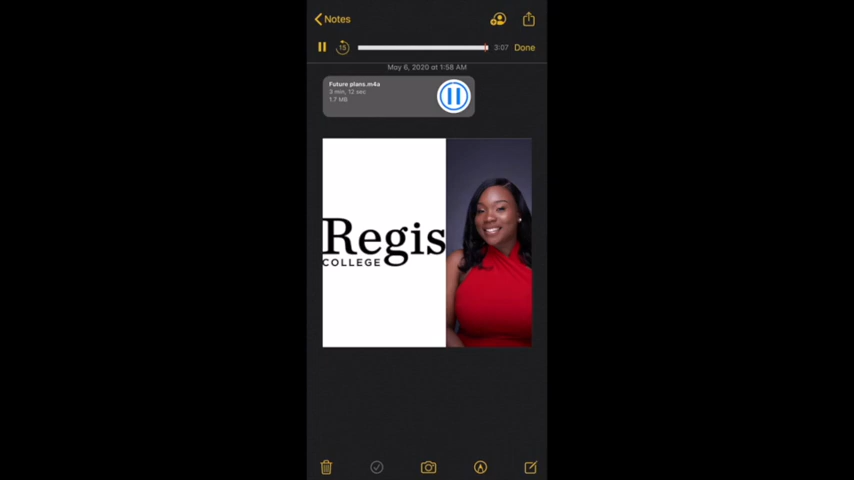 Notes
15
3:07
Done
May 6, 2020 at 1:58 AM
Future plans.m4a
3 min, 12 sec
1.7 MB
Regis
COLLEGE